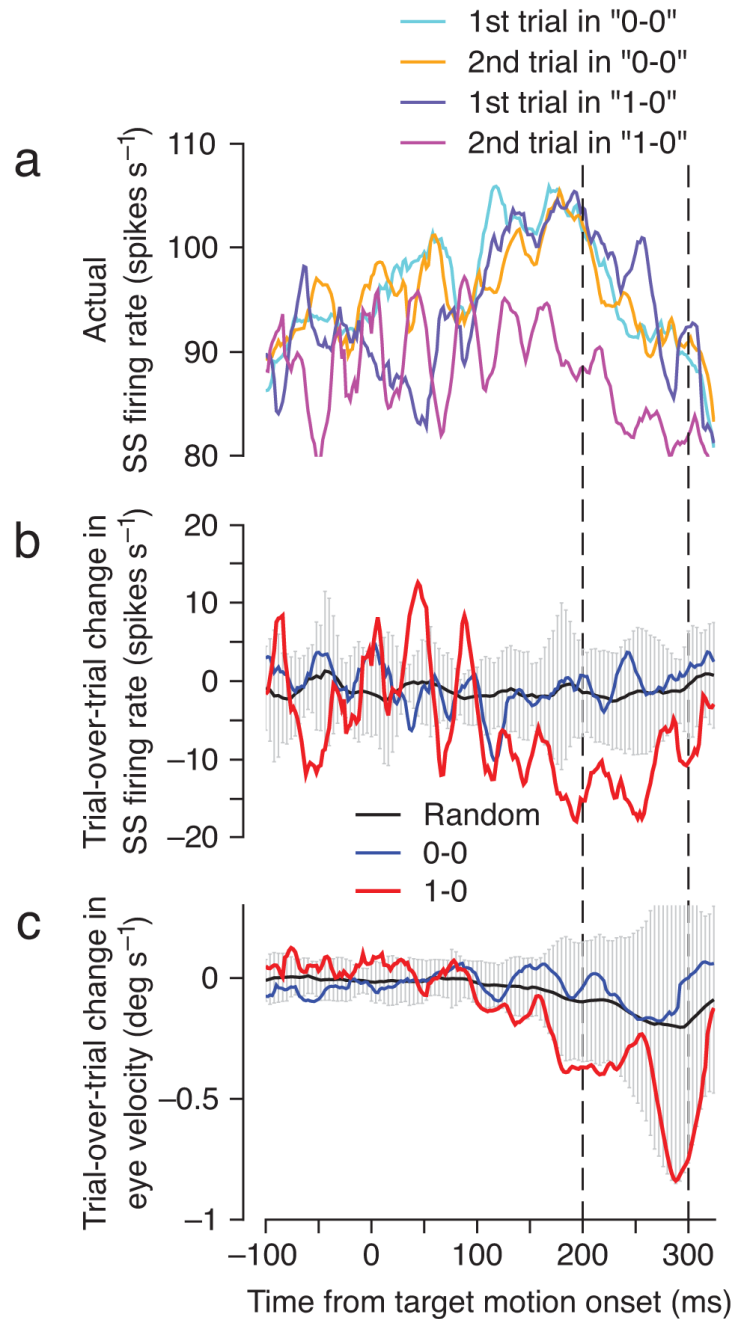 1st trial in "0-0"
2nd trial in "0-0"
1st trial in "1-0"
2nd trial in "1-0"
a
Actual
SS firing rate (spikes s⁻¹)
110
100
90
80
b
Trial-over-trial change in
SS firing rate (spikes s⁻¹)
20
10
0
−10
−20
Random
0-0
1-0
c
Trial-over-trial change in
eye velocity (deg s⁻¹)
0
−0.5
−1
−100 0 100 200 300
Time from target motion onset (ms)